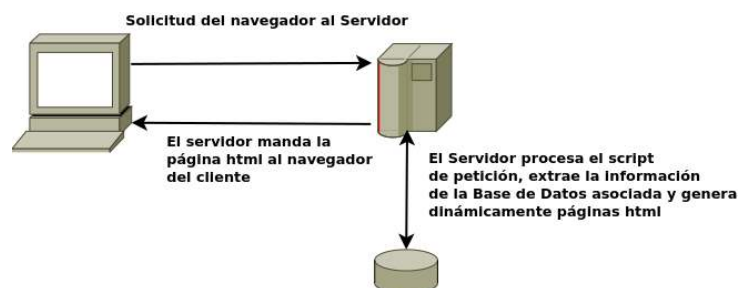 Solicitud del navegador al Servidor
El servidor manda la
página html al navegador
del cliente
El Servidor procesa el script
de petición, extrae la información
de la Base de Datos asociada y genera
dinámicamente páginas html